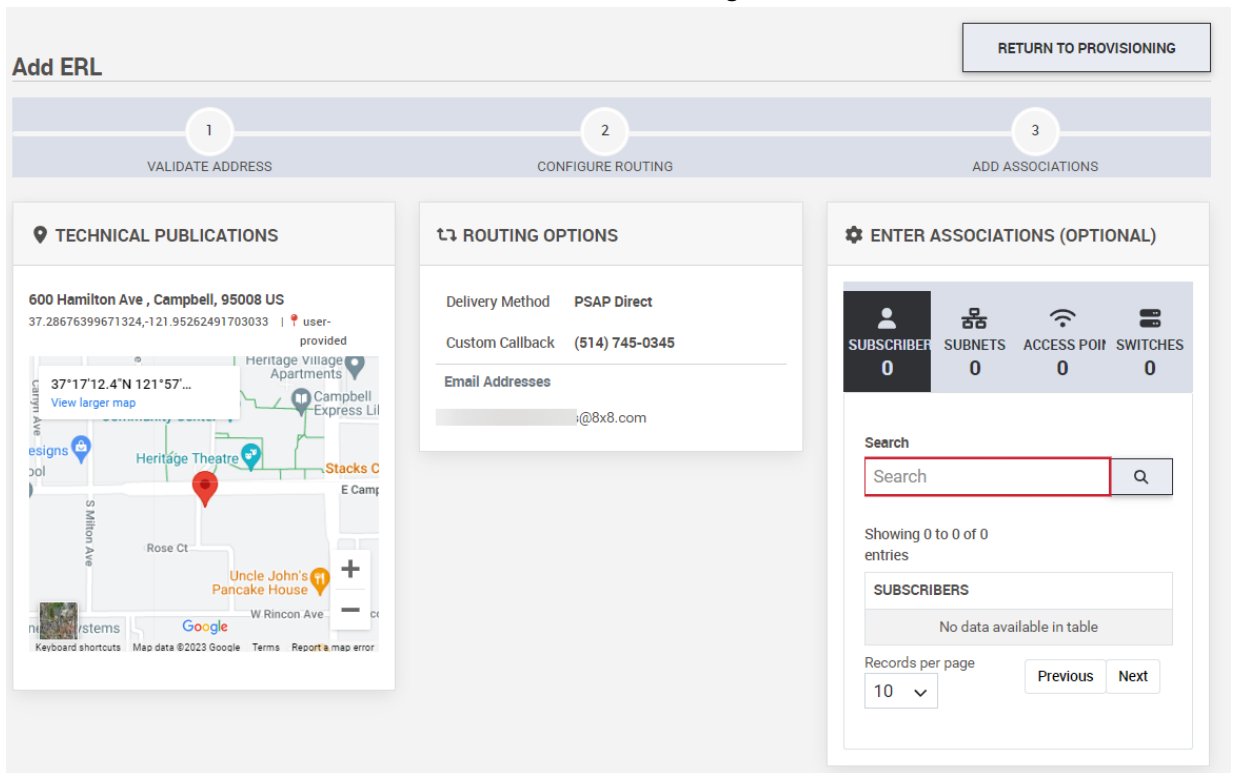 RETURN TO PROVISIONING
Add ERL
1
VALIDATE ADDRESS
2
CONFIGURE ROUTING
3
ADD ASSOCIATIONS
TECHNICAL PUBLICATIONS
600 Hamilton Ave , Campbell, 95008 US
37.28676399671324,-121.95262491703033 | user-
provided
37°17'12.4"N 121°57'...
View larger map
Heritage Village
Apartments
Campbell
Express Li
Community Center
esigns
ool
Heritage Theatre
Stacks C
E Camp
S Milton Ave
Rose Ct
Uncle John's
Pancake House
W Rincon Ave
Google
Keyboard shortcuts Map data ©2023 Google Terms Report a map error
ROUTING OPTIONS
Delivery Method PSAP Direct
Custom Callback (514) 745-0345
Email Addresses
@8x8.com
ENTER ASSOCIATIONS (OPTIONAL)
SUBSCRIBER SUBNETS ACCESS POIN SWITCHES
0 0 0 0
Search
Search
Showing 0 to 0 of 0
entries
SUBSCRIBERS
No data available in table
Records per page
10
Previous Next